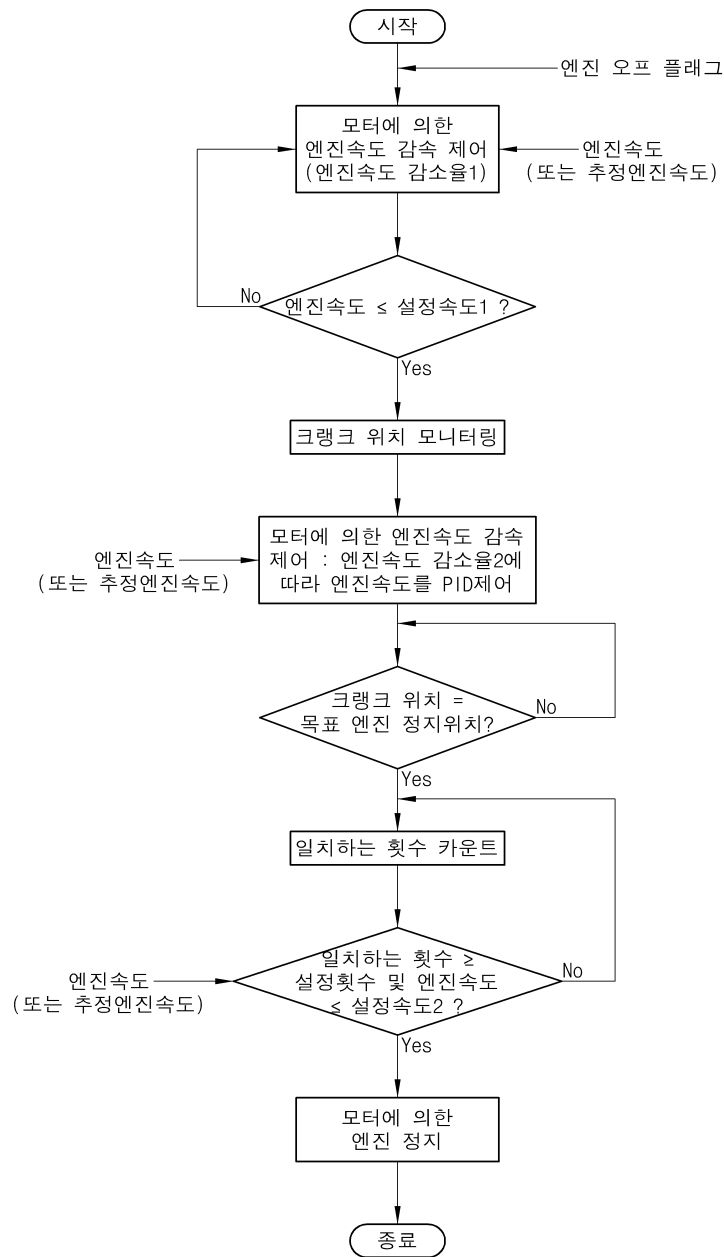 시작
엔진 오프 플래그
모터에 의한
엔진속도 감속 제어
(엔진속도 감소율1)
엔진속도
(또는 추정엔진속도)
No
엔진속도 ≤ 설정속도1 ?
Yes
크랭크 위치 모니터링
모터에 의한 엔진속도 감속
제어 : 엔진속도 감소율2에
따라 엔진속도를 PID제어
엔진속도
(또는 추정엔진속도)
크랭크 위치 =
목표 엔진 정지위치?
No
Yes
일치하는 횟수 카운트
일치하는 횟수 ≥
설정횟수 및 엔진속도
≤ 설정속도2 ?
No
엔진속도
(또는 추정엔진속도)
Yes
모터에 의한
엔진 정지
종료